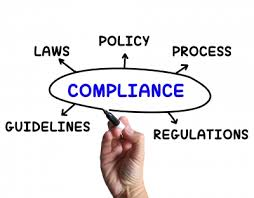 POLICY
LAWS
PROCESS
COMPLIANCE
GUIDELINES
REGULATIONS